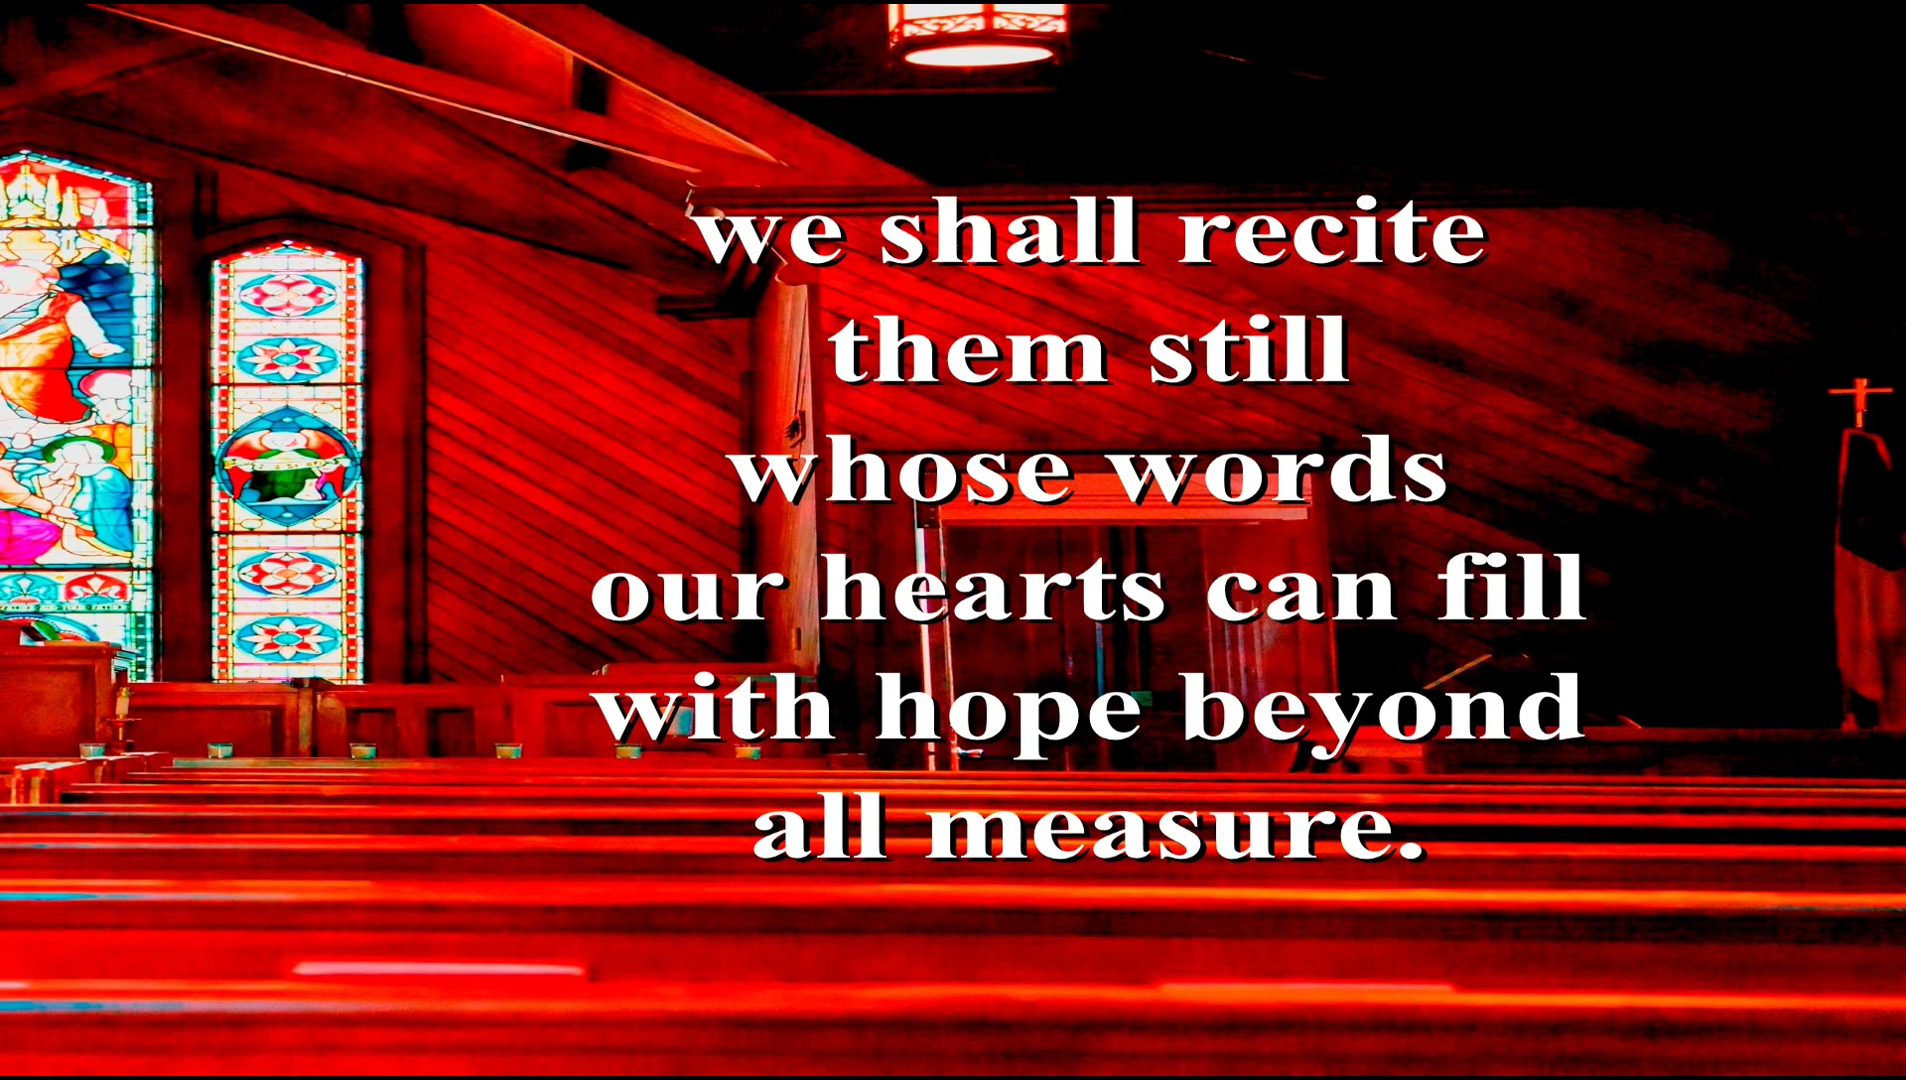 we shall recite
them still
whose words
our hearts can fill
with hope beyond
all measure.